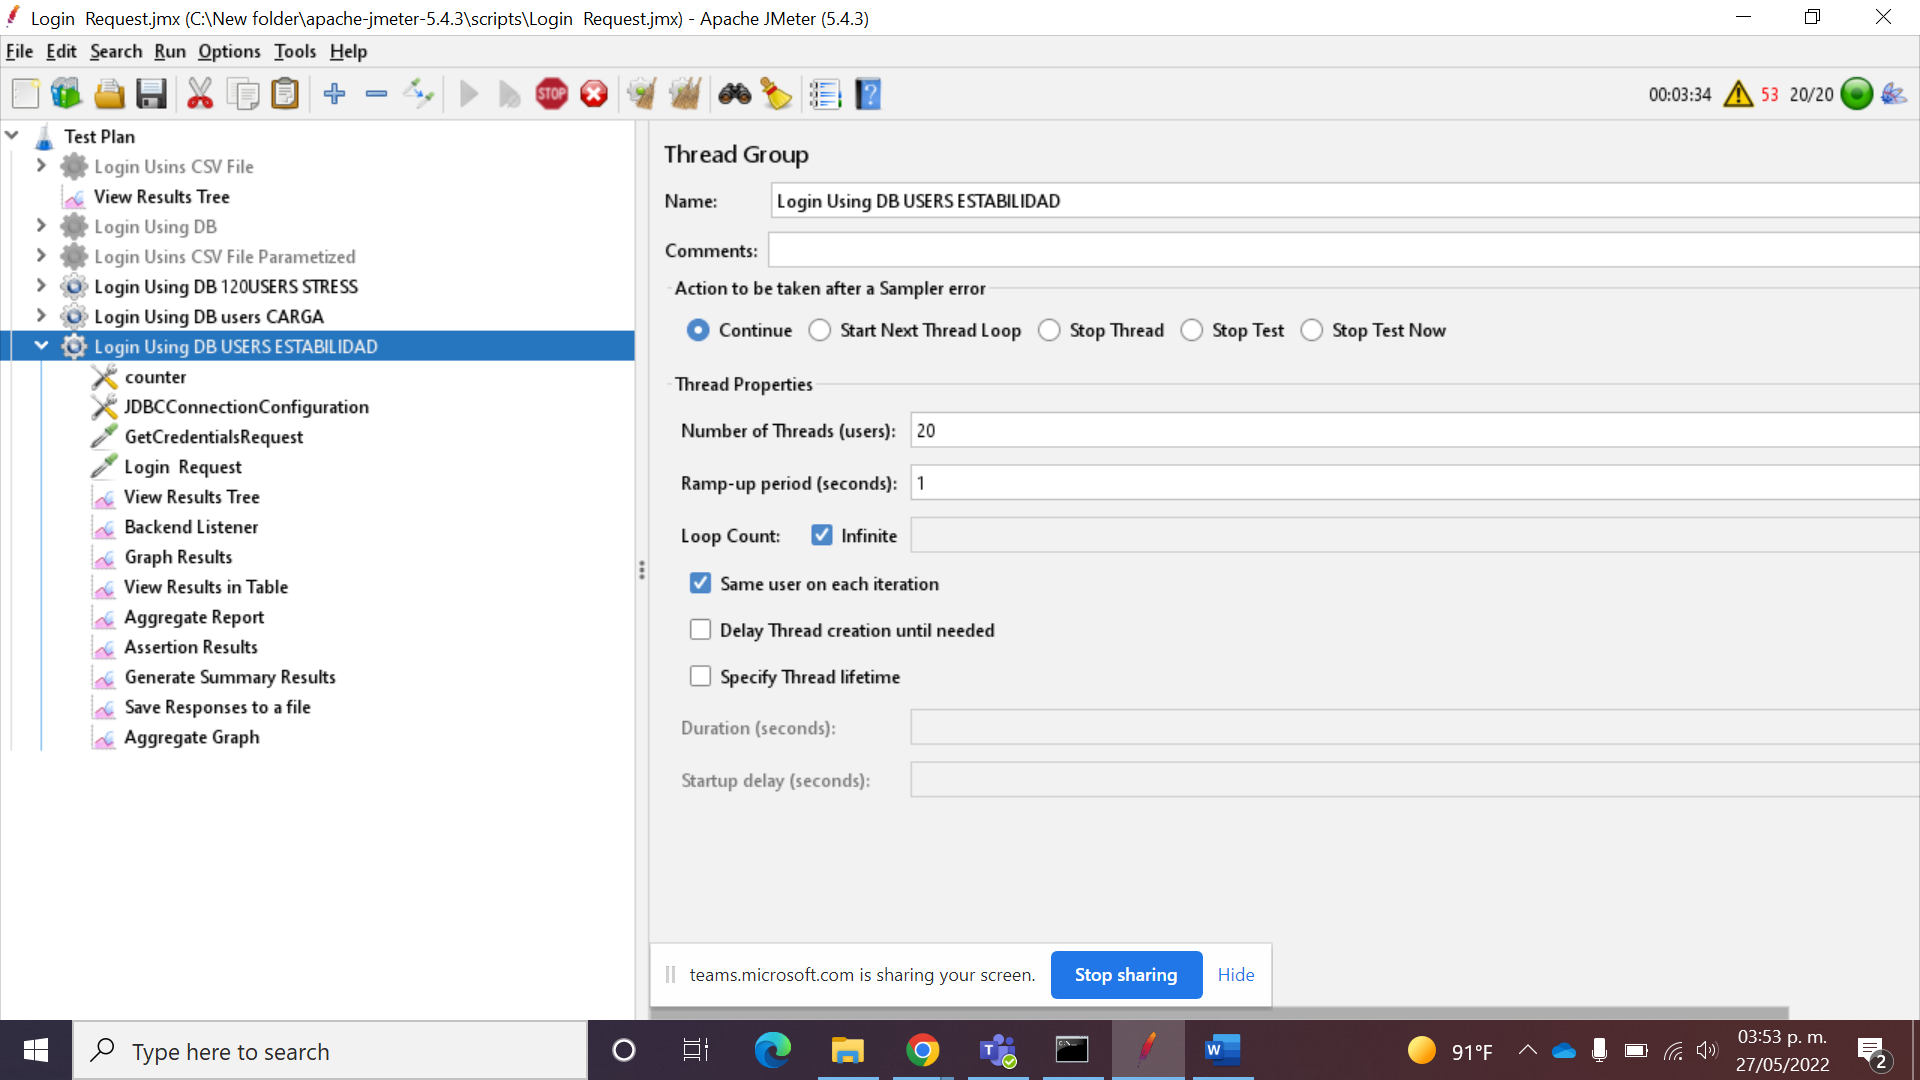 Login  Request.jmx (C:\New folder\apache-jmeter-5.4.3\scripts\Login  Request.jmx) - Apache JMeter (5.4.3)
File Edit Search Run Options Tools Help
STOP
?
00:03:34 53 20/20
Test Plan
Login Usins CSV File
View Results Tree
Login Using DB
Login Usins CSV File Parametized
Login Using DB 120USERS STRESS
Login Using DB users CARGA
Login Using DB USERS ESTABILIDAD
counter
JDBCConnectionConfiguration
GetCredentialsRequest
Login  Request
View Results Tree
Backend Listener
Graph Results
View Results in Table
Aggregate Report
Assertion Results
Generate Summary Results
Save Responses to a file
Aggregate Graph
Thread Group
Name: Login Using DB USERS ESTABILIDAD
Comments:
Action to be taken after a Sampler error
Continue Start Next Thread Loop Stop Thread Stop Test Stop Test Now
Thread Properties
Number of Threads (users): 20
Ramp-up period (seconds): 1
Loop Count: Infinite
Same user on each iteration
Delay Thread creation until needed
Specify Thread lifetime
Duration (seconds):
Startup delay (seconds):
teams.microsoft.com is sharing your screen. Stop sharing Hide
Type here to search
T
W
91°F
03:53 p. m.
27/05/2022
2